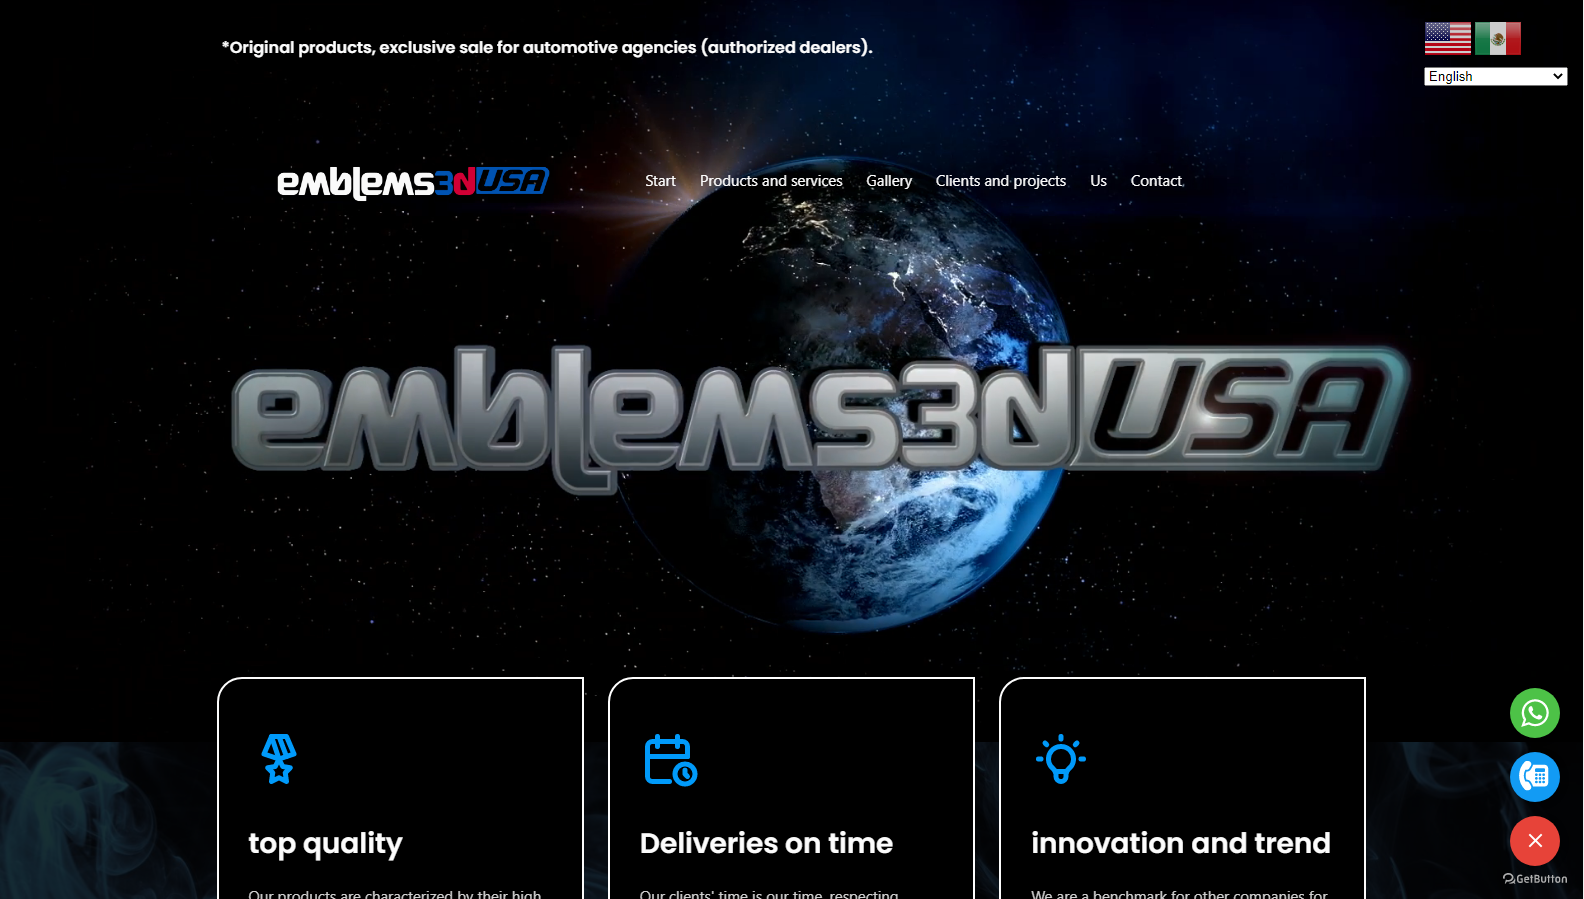 *Original products, exclusive sale for automotive agencies (authorized dealers).
English
emblems3dUSA
Start
Products and services
Gallery
Clients and projects
Us
Contact
emblems3dUSA
top quality
Deliveries on time
innovation and trend
Our products are characterized by their high
Our clients' time is our time, respecting
We are a benchmark for other companies for
GetButton